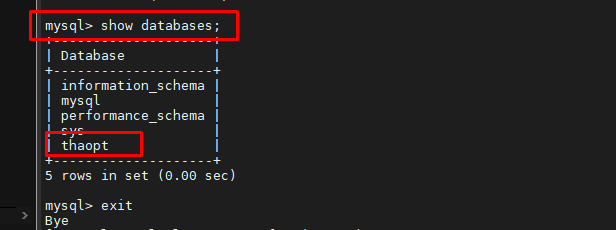 mysql> show databases;
+--------------------+
| Database           |
+--------------------+
| information_schema |
| mysql              |
| performance_schema |
| sys                |
| thaopt             |
+--------------------+
5 rows in set (0.00 sec)
mysql> exit
Bye